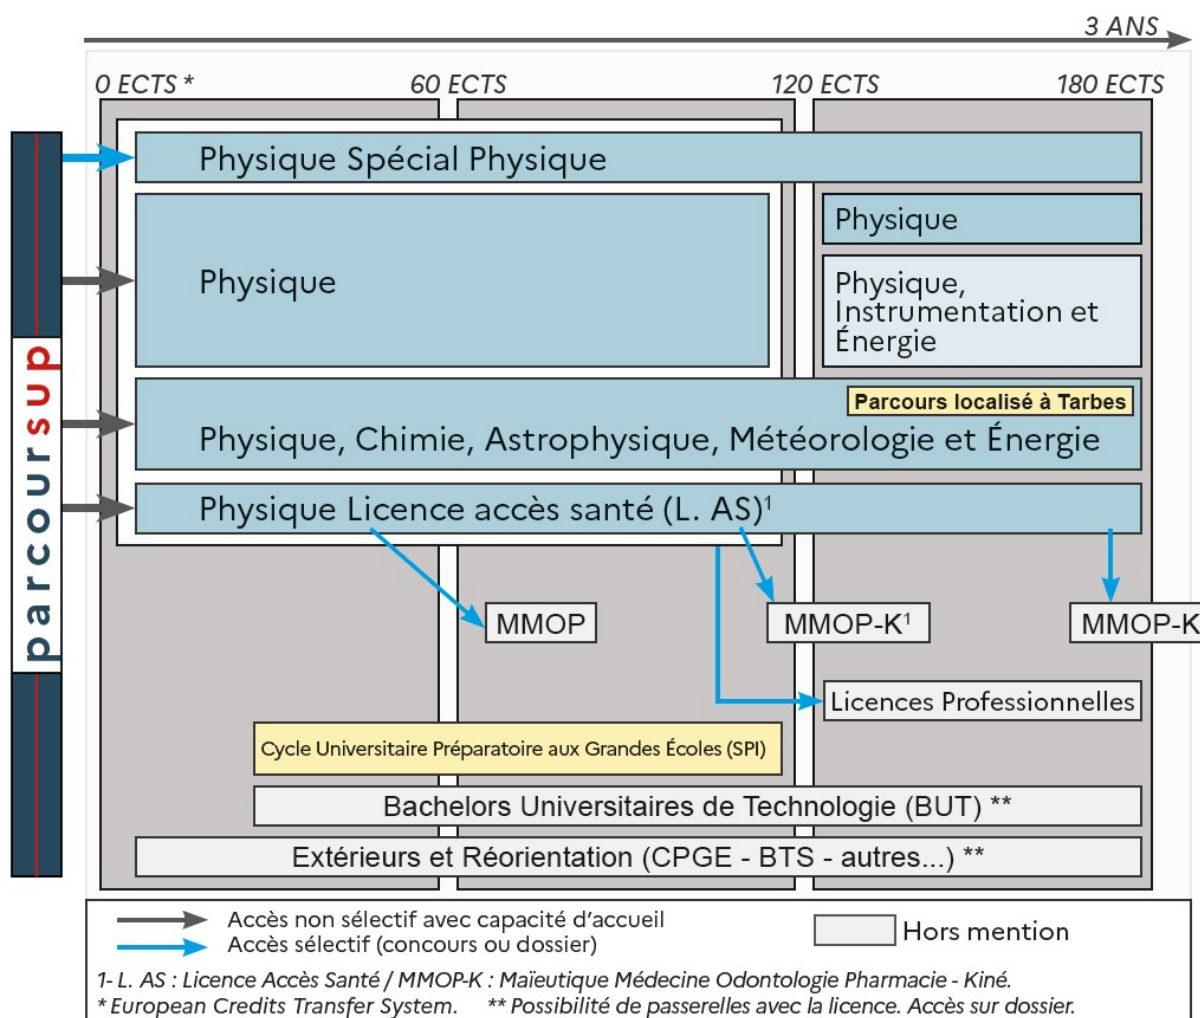 3 ANS
0 ECTS *
60 ECTS
120 ECTS
180 ECTS
parcoursup
Physique Spécial Physique
Physique
Physique
Physique,
Instrumentation et
Énergie
Parcours localisé à Tarbes
Physique, Chimie, Astrophysique, Météorologie et Énergie
Physique Licence accès santé (L. AS)¹
MMOP
MMOP-K¹
MMOP-K
Licences Professionnelles
Cycle Universitaire Préparatoire aux Grandes Écoles (SPI)
Bachelors Universitaires de Technologie (BUT) **
Extérieurs et Réorientation (CPGE - BTS - autres...) **
Accès non sélectif avec capacité d'accueil
Accès sélectif (concours ou dossier)
Hors mention
1- L. AS : Licence Accès Santé / MMOP-K : Maïeutique Médecine Odontologie Pharmacie - Kiné.
* European Credits Transfer System. ** Possibilité de passerelles avec la licence. Accès sur dossier.